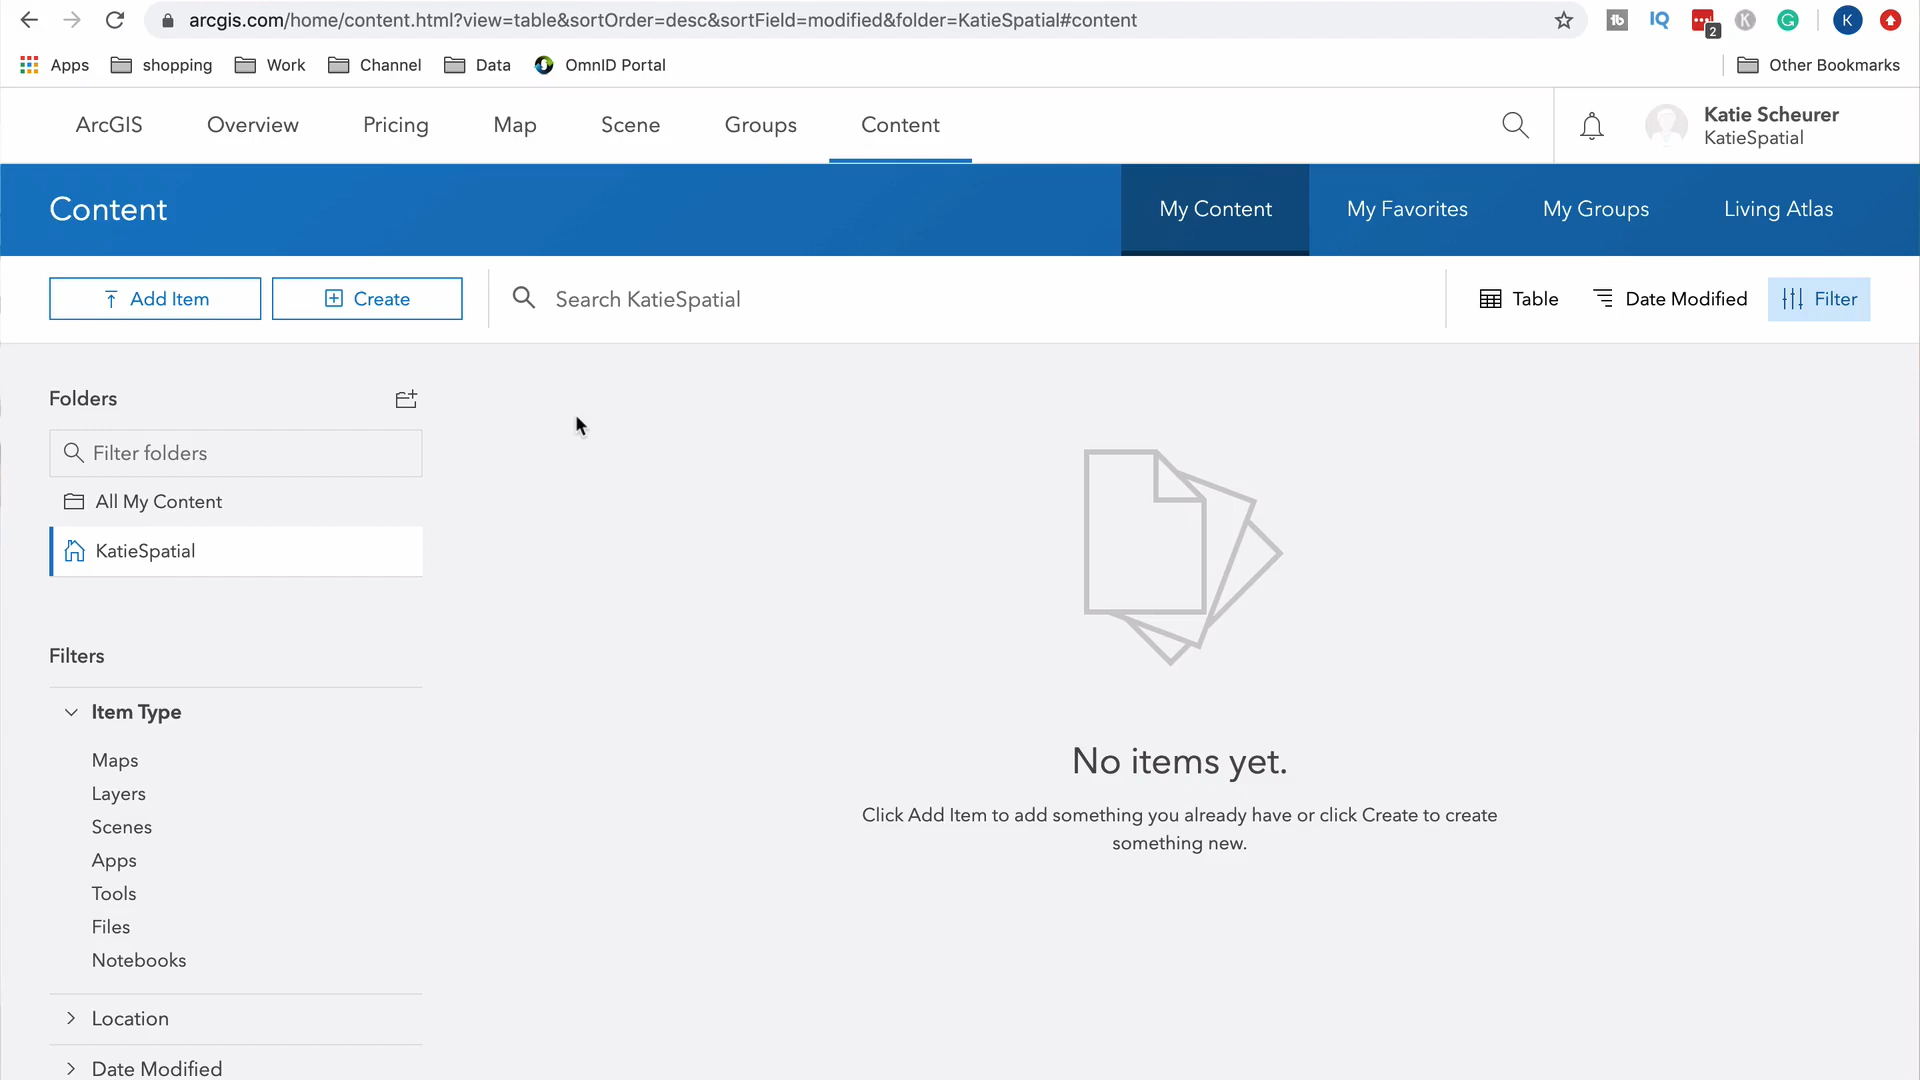 arcgis.com/home/content.html?view=table&sortOrder=desc&sortField=modified&folder=KatieSpatial#content
tb IQ 2 K G K
Apps shopping Work Channel Data OmnID Portal Other Bookmarks
ArcGIS Overview Pricing Map Scene Groups Content
Katie Scheurer
KatieSpatial
Content My Content My Favorites My Groups Living Atlas
Add Item Create Search KatieSpatial Table Date Modified Filter
Folders
Filter folders
All My Content
KatieSpatial
Filters
Item Type
Maps
Layers
Scenes
Apps
Tools
Files
Notebooks
Location
Date Modified
No items yet.
Click Add Item to add something you already have or click Create to create
something new.